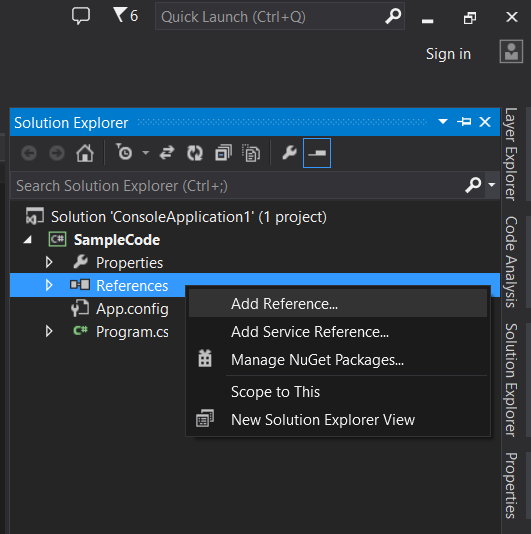 6
Quick Launch (Ctrl+Q)
Sign in
Solution Explorer
Search Solution Explorer (Ctrl+;)
Solution 'ConsoleApplication1' (1 project)
C# SampleCode
Properties
References
App.config
C# Program.cs
Add Reference...
Add Service Reference...
Manage NuGet Packages...
Scope to This
New Solution Explorer View
Layer Explorer
Code Analysis
Solution Explorer
Properties